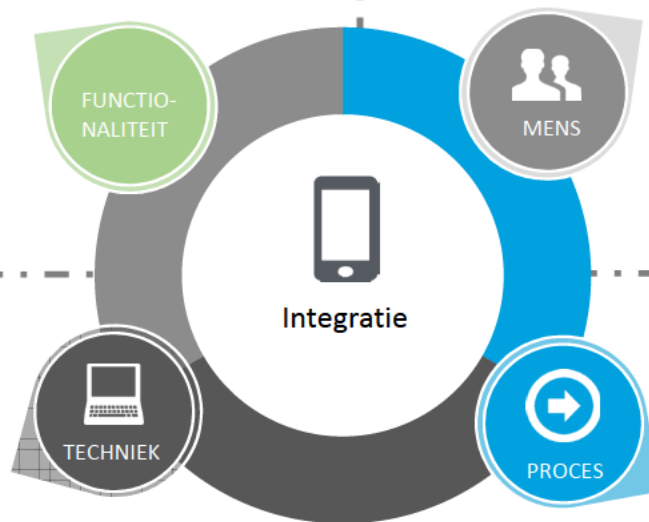 FUNCTIO-
NALITEIT
MENS
Integratie
TECHNIEK
PROCES